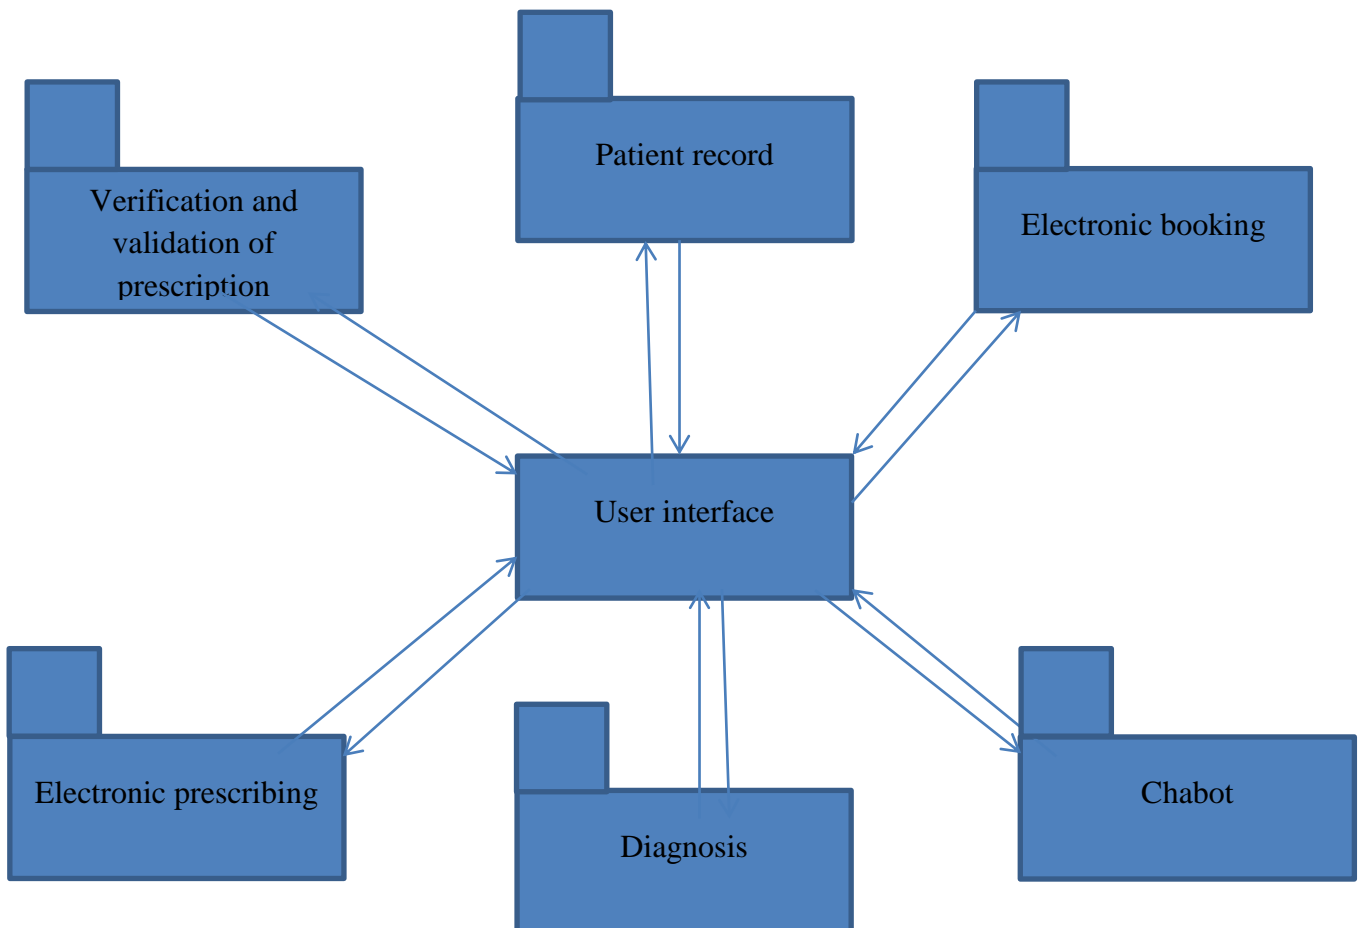 Patient record
Verification and
validation of
prescription
Electronic booking
User interface
Electronic prescribing
Chabot
Diagnosis